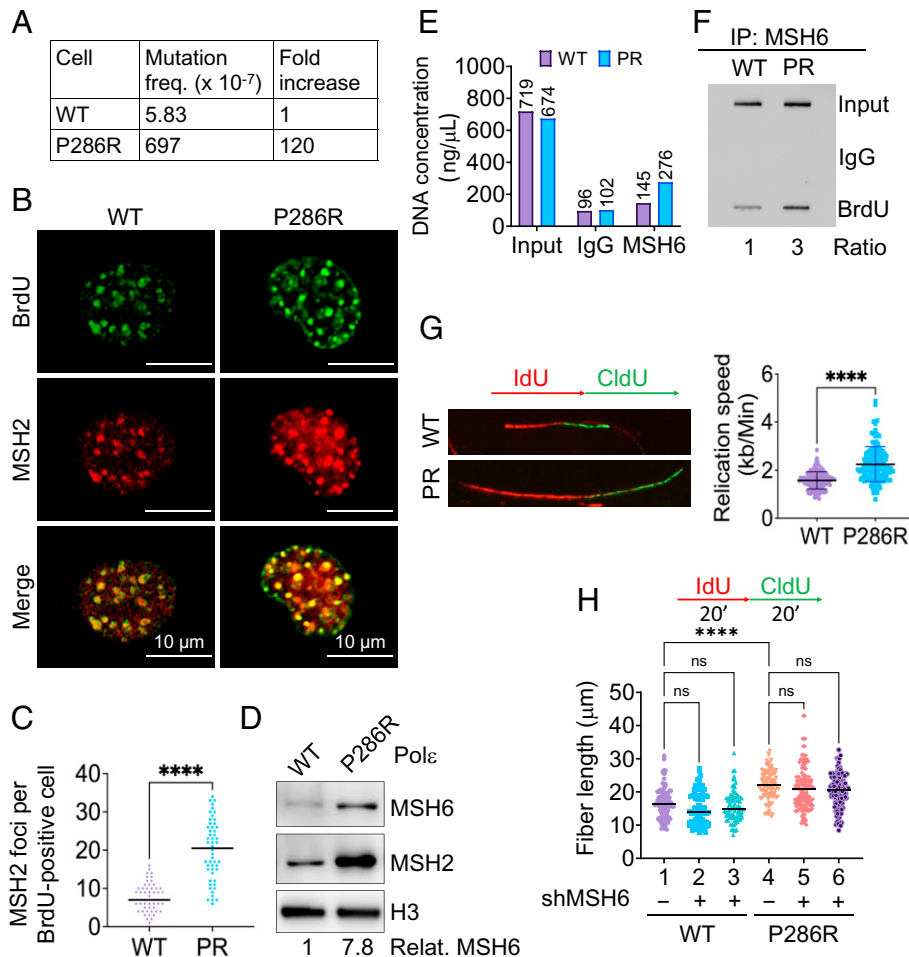 A
Cell Mutation freq. (x 10⁻⁷) Fold increase
WT 5.83 1
P286R 697 120
B
WT P286R
BrdU
MSH2
Merge
10 µm 10 µm
C
MSH2 foci per
BrdU-positive cell
40
30
20
10
0
****
WT PR
D
WT P286R Polε
MSH6
MSH2
H3
1 7.8 Relat. MSH6
E
WT PR
DNA concentration
(ng/µL)
1000
800
600
400
200
0
719 674 96 102 145 276
Input IgG MSH6
F
IP: MSH6
WT PR
Input
IgG
BrdU
1 3 Ratio
G
IdU CldU
WT
PR
Relication speed
(kb/Min)
6
4
2
0
****
WT P286R
H
IdU CldU
20' 20'
****
ns ns
ns ns
Fiber length (µm)
50
40
30
20
10
0
1 2 3 4 5 6
shMSH6 – + + – + +
WT P286R